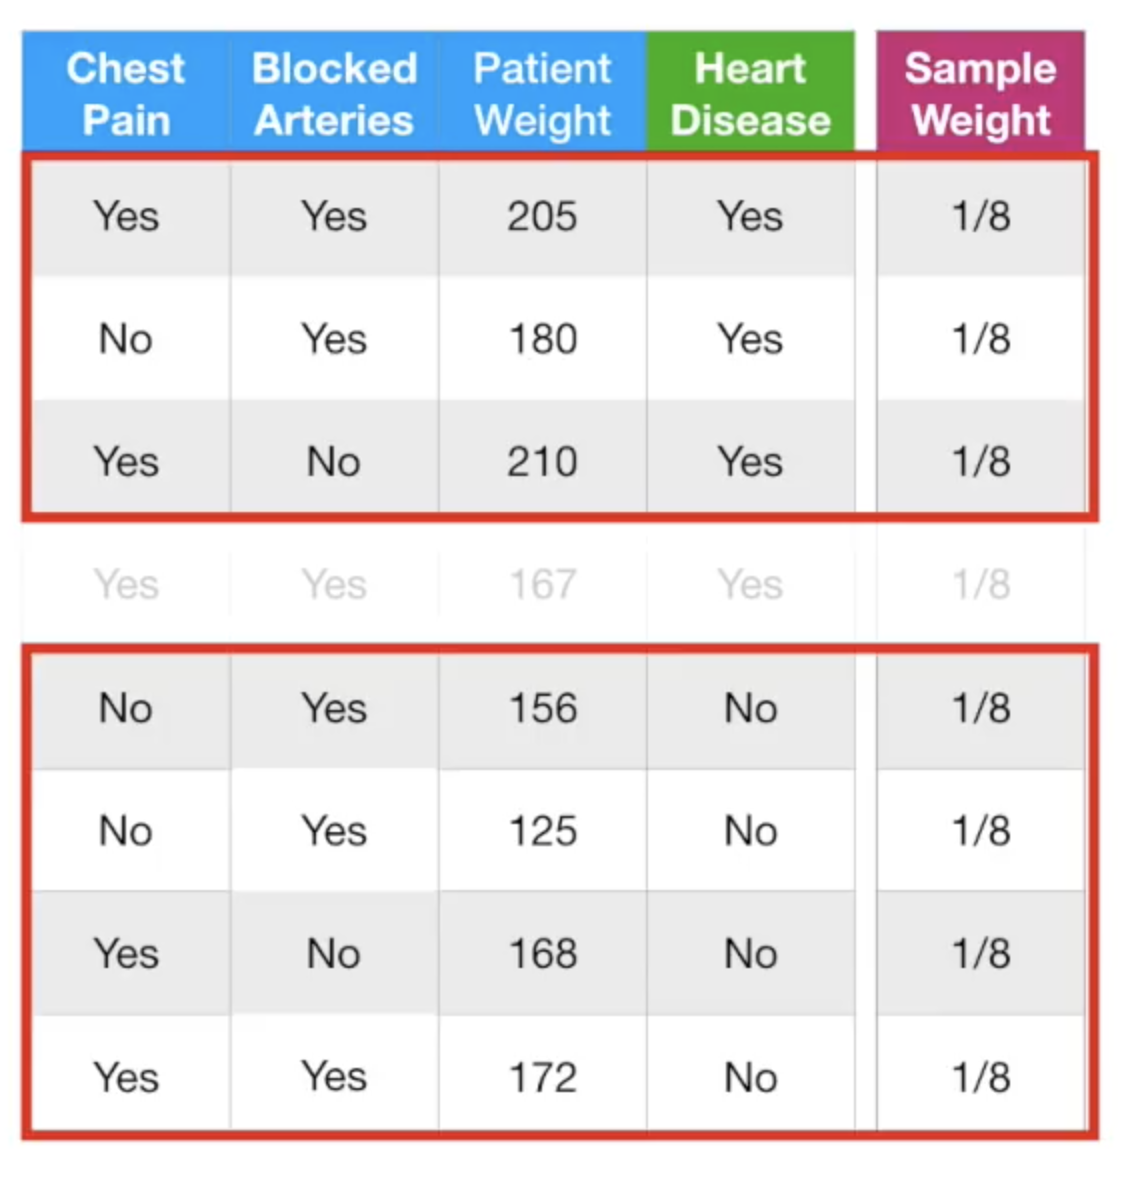 Chest Pain Blocked Arteries Patient Weight Heart Disease Sample Weight
Yes Yes 205 Yes 1/8
No Yes 180 Yes 1/8
Yes No 210 Yes 1/8
Yes Yes 167 Yes 1/8
No Yes 156 No 1/8
No Yes 125 No 1/8
Yes No 168 No 1/8
Yes Yes 172 No 1/8